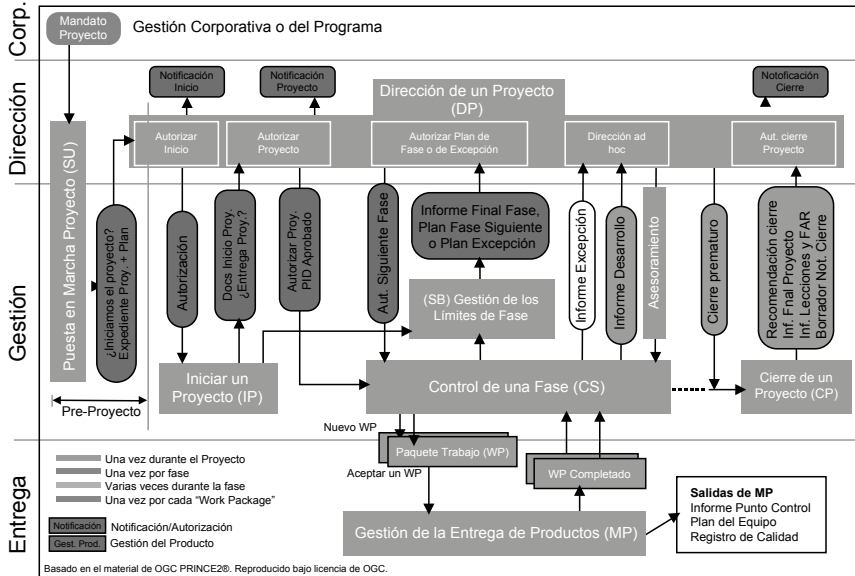 Corp.
Mandato
Proyecto
Gestión Corporativa o del Programa
Dirección
Notificación
Inicio
Notificación
Proyecto
Notoficación
Cierre
Dirección de un Proyecto
(DP)
Autorizar
Inicio
Autorizar
Proyecto
Autorizar Plan de
Fase o de Excepción
Dirección ad
hoc
Aut. cierre
Proyecto
Gestión
Puesta en Marcha Proyecto (SU)
¿Iniciamos el proyecto?
Expediente Proy. + Plan
Autorización
Docs Inicio Proy.
¿Entrega Proy.?
Autorizar Proy.
PID Aprobado
Aut. Siguiente Fase
Informe Final Fase,
Plan Fase Siguiente
o Plan Excepción
Informe Excepción
Informe Desarrollo
Asesoramiento
Cierre prematuro
Recomendación cierre
Inf. Fnal Proyecto
Inf. Lecciones y FAR
Borrador Not. Cierre
(SB) Gestión de los
Límites de Fase
Iniciar un
Proyecto (IP)
Control de una Fase (CS)
Cierre de un
Proyecto (CP)
Pre-Proyecto
Entrega
Nuevo WP
Paquete Trabajo (WP)
Aceptar un WP
WP Completado
Gestión de la Entrega de Productos (MP)
Salidas de MP
Informe Punto Control
Plan del Equipo
Registro de Calidad
Una vez durante el Proyecto
Una vez por fase
Varias veces durante la fase
Una vez por cada “Work Package”
Notificación
Notificación/Autorización
Gest. Prod.
Gestión del Producto
Basado en el material de OGC PRINCE2®. Reproducido bajo licencia de OGC.